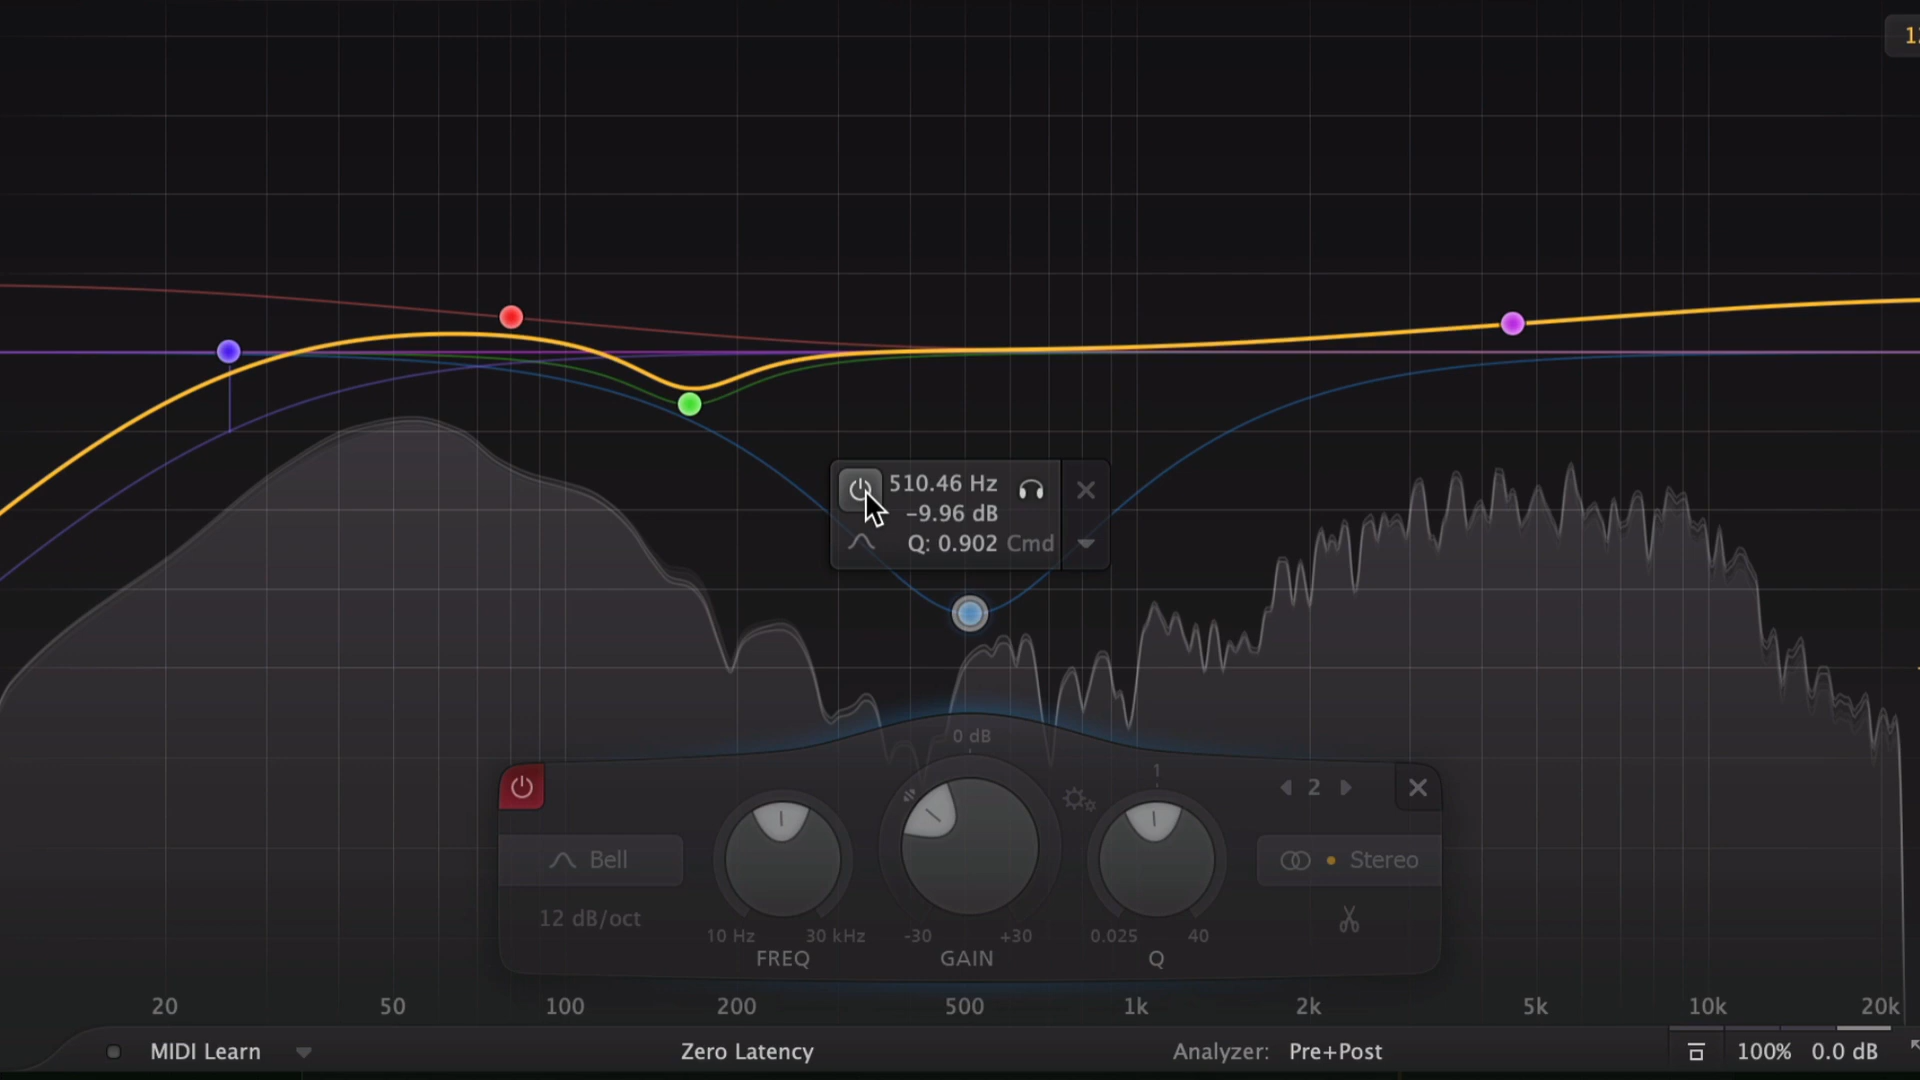 510.46 Hz
-9.96 dB
Q: 0.902 Cmd
0 dB
1
2
Bell
Stereo
12 dB/oct
10 Hz 30 kHz -30 +30 0.025 40
FREQ GAIN Q
20 50 100 200 500 1k 2k 5k 10k 20k
MIDI Learn Zero Latency Analyzer: Pre+Post 100% 0.0 dB